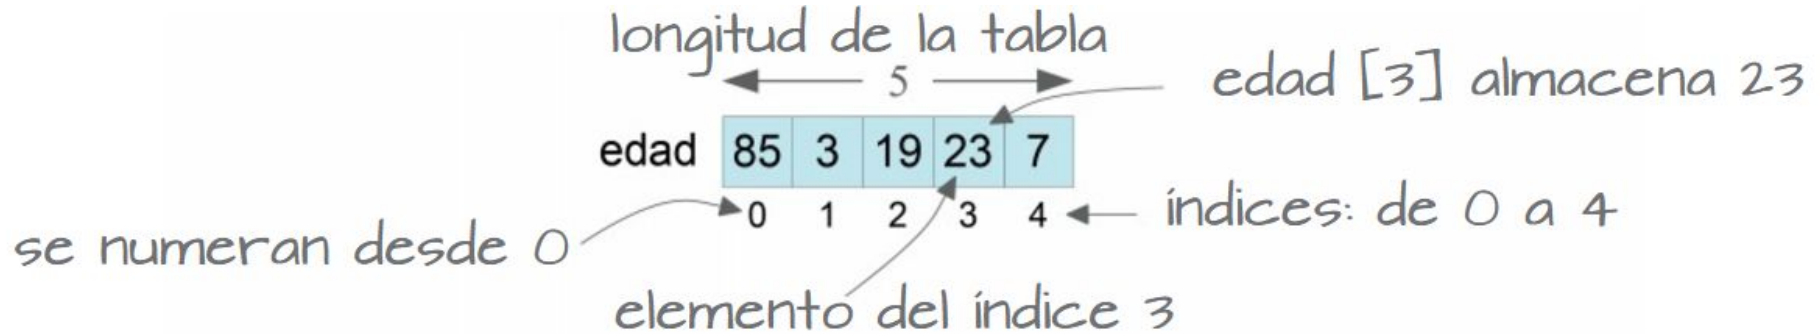 longitud de la tabla
5
edad [3] almacena 23
edad 85 3 19 23 7
0 1 2 3 4
índices: de 0 a 4
se numeran desde 0
elemento del índice 3